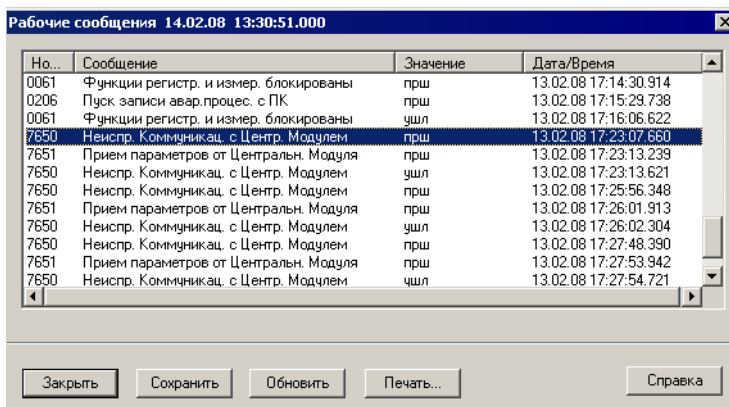 Рабочие сообщения 14.02.08 13:30:51.000
Но... Сообщение Значение Дата/Время
0061 Функции регистр. и измер. блокированы прш 13.02.08 17:14:30.914
0206 Пуск записи авар.процес. с ПК прш 13.02.08 17:15:29.738
0061 Функции регистр. и измер. блокированы ушл 13.02.08 17:16:06.622
7650 Неиспр. Коммуникац. с Центр. Модулем прш 13.02.08 17:23:07.660
7651 Прием параметров от Центральн. Модуля прш 13.02.08 17:23:13.239
7650 Неиспр. Коммуникац. с Центр. Модулем ушл 13.02.08 17:23:13.621
7650 Неиспр. Коммуникац. с Центр. Модулем прш 13.02.08 17:25:56.348
7651 Прием параметров от Центральн. Модуля прш 13.02.08 17:26:01.913
7650 Неиспр. Коммуникац. с Центр. Модулем ушл 13.02.08 17:26:02.304
7650 Неиспр. Коммуникац. с Центр. Модулем прш 13.02.08 17:27:48.390
7651 Прием параметров от Центральн. Модуля прш 13.02.08 17:27:53.942
7650 Неиспр. Коммуникац. с Центр. Модулем ушл 13.02.08 17:27:54.721
Закрыть Сохранить Обновить Печать... Справка